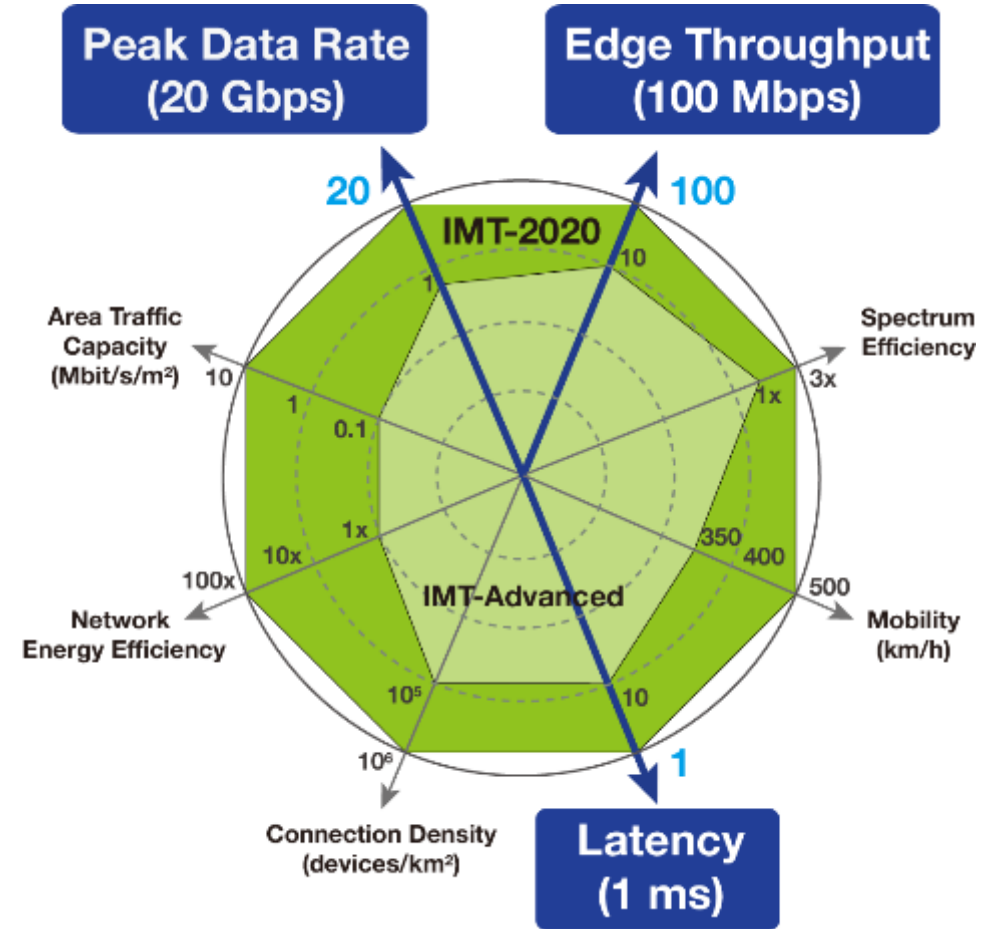 Peak Data Rate
(20 Gbps)
Edge Throughput
(100 Mbps)
20
100
IMT-2020
1
10
Area Traffic
Capacity
(Mbit/s/m²)
10
1
0.1
Spectrum
Efficiency
3x
1x
1x
10x
100x
Network
Energy Efficiency
350
400
500
Mobility
(km/h)
IMT-Advanced
10⁵
10⁶
10
1
Connection Density
(devices/km²)
Latency
(1 ms)